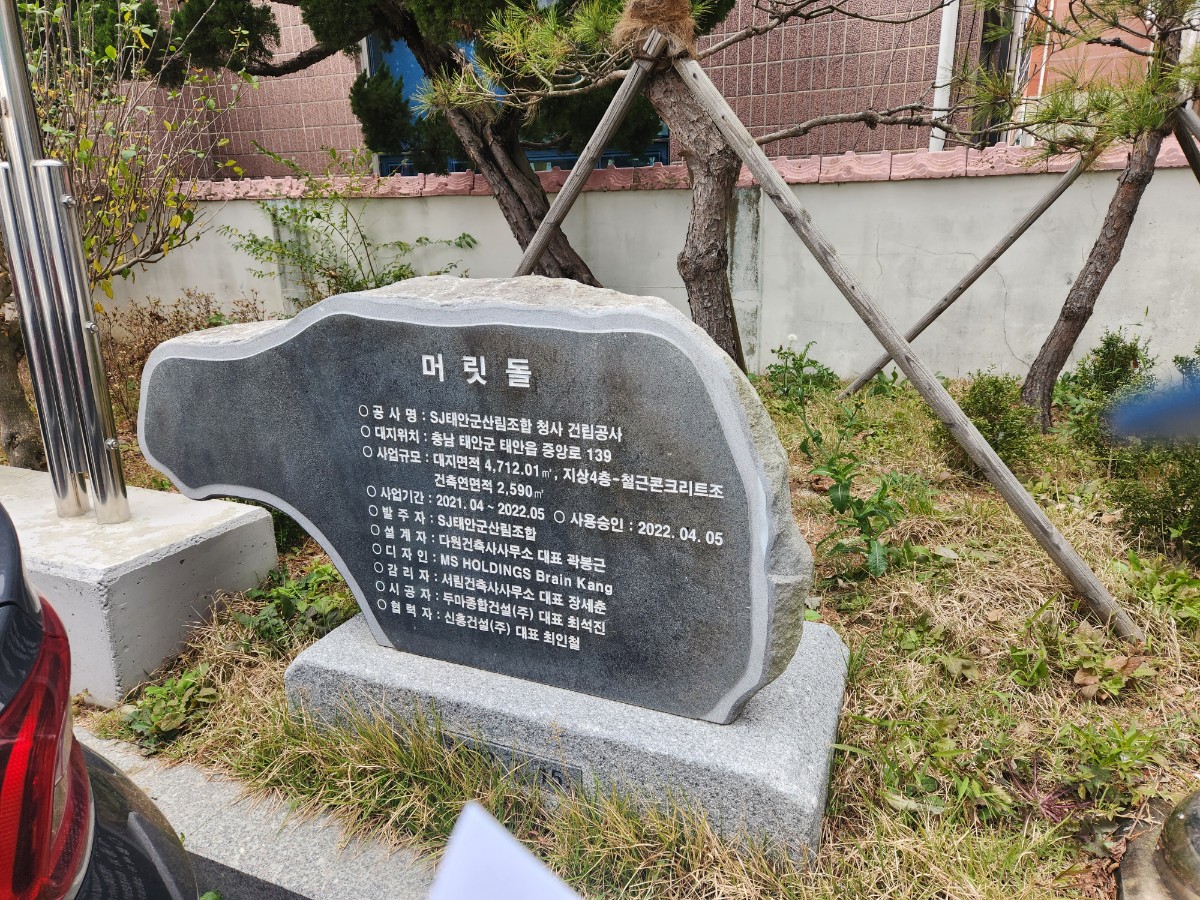 머릿돌
○ 공 사 명 : SJ태안군산림조합 청사 건립공사
○ 대지위치 : 충남 태안군 태안읍 중앙로 139
○ 사업규모 : 대지면적 4,712.01㎡, 지상4층-철근콘크리트조
건축연면적 2,590㎡
○ 사업기간 : 2021. 04 ~ 2022.05 ○ 사용승인 : 2022. 04. 05
○ 발 주 자 : SJ태안군산림조합
○ 설 계 자 : 다원건축사사무소 대표 곽봉근
○ 디 자 인 : MS HOLDINGS Brain Kang
○ 감 리 자 : 서림건축사사무소 대표 장세춘
○ 시 공 자 : 두마종합건설(주) 대표 최석진
○ 협 력 자 : 신흥건설(주) 대표 최인철